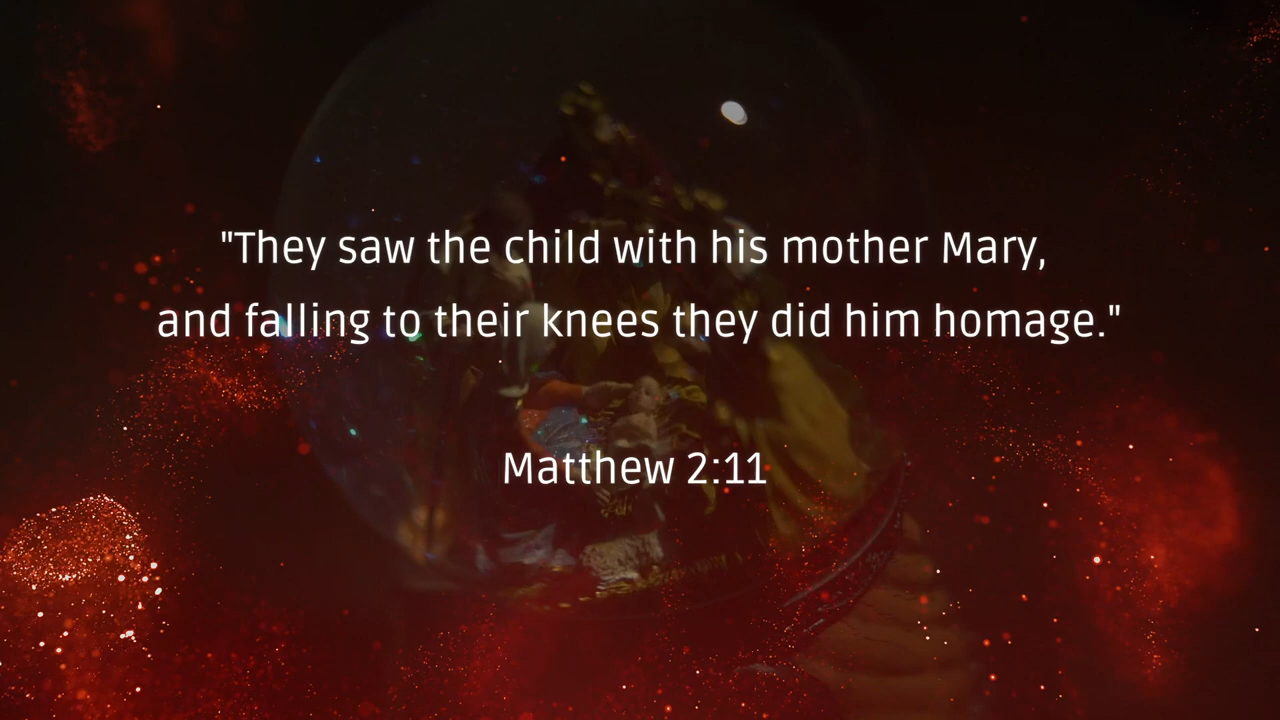 "They saw the child with his mother Mary,
and falling to their knees they did him homage."
Matthew 2:11